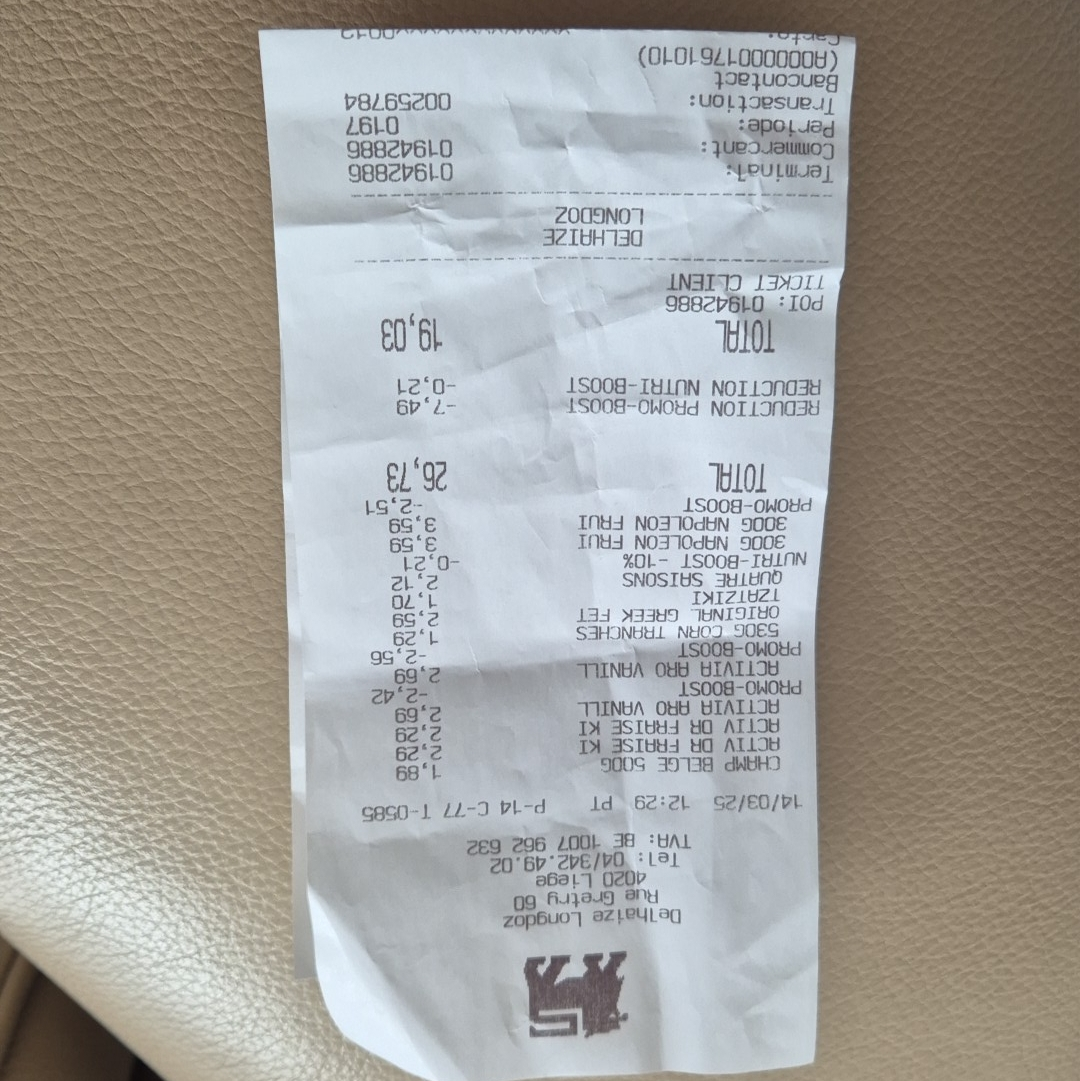 Delhaize Longdoz
Rue Gretry 60
4020 Liege
Tel: 04/342.49.02
TVA: BE 1007 962 632
14/03/25 12:29 PT P-14 C-77 T-0585
CHAMP BELGE 500G 1,89
ACTIV DR FRAISE KI 2,29
ACTIV DR FRAISE KI 2,29
ACTIVIA ARO VANILL 2,69
PROMO-BOOST -2,42
ACTIVIA ARO VANILL 2,69
PROMO-BOOST -2,56
530G CORN TRANCHES 1,29
ORIGINAL GREEK FET 2,59
TZATZIKI 1,70
QUATRE SAISONS 2,12
NUTRI-BOOST -10% -0,21
300G NAPOLEON FRUI 3,59
300G NAPOLEON FRUI 3,59
PROMO-BOOST -2,51
TOTAL 26,73
REDUCTION PROMO-BOOST -7,49
REDUCTION NUTRI-BOOST -0,21
TOTAL 19,03
POI: 01942886
TICKET CLIENT
DELHAIZE
LONGDOZ
Terminal: 01942886
Commercant: 01942886
Periode: 0197
Transaction: 00259784
Bancontact
(A0000001761010)
Carte: